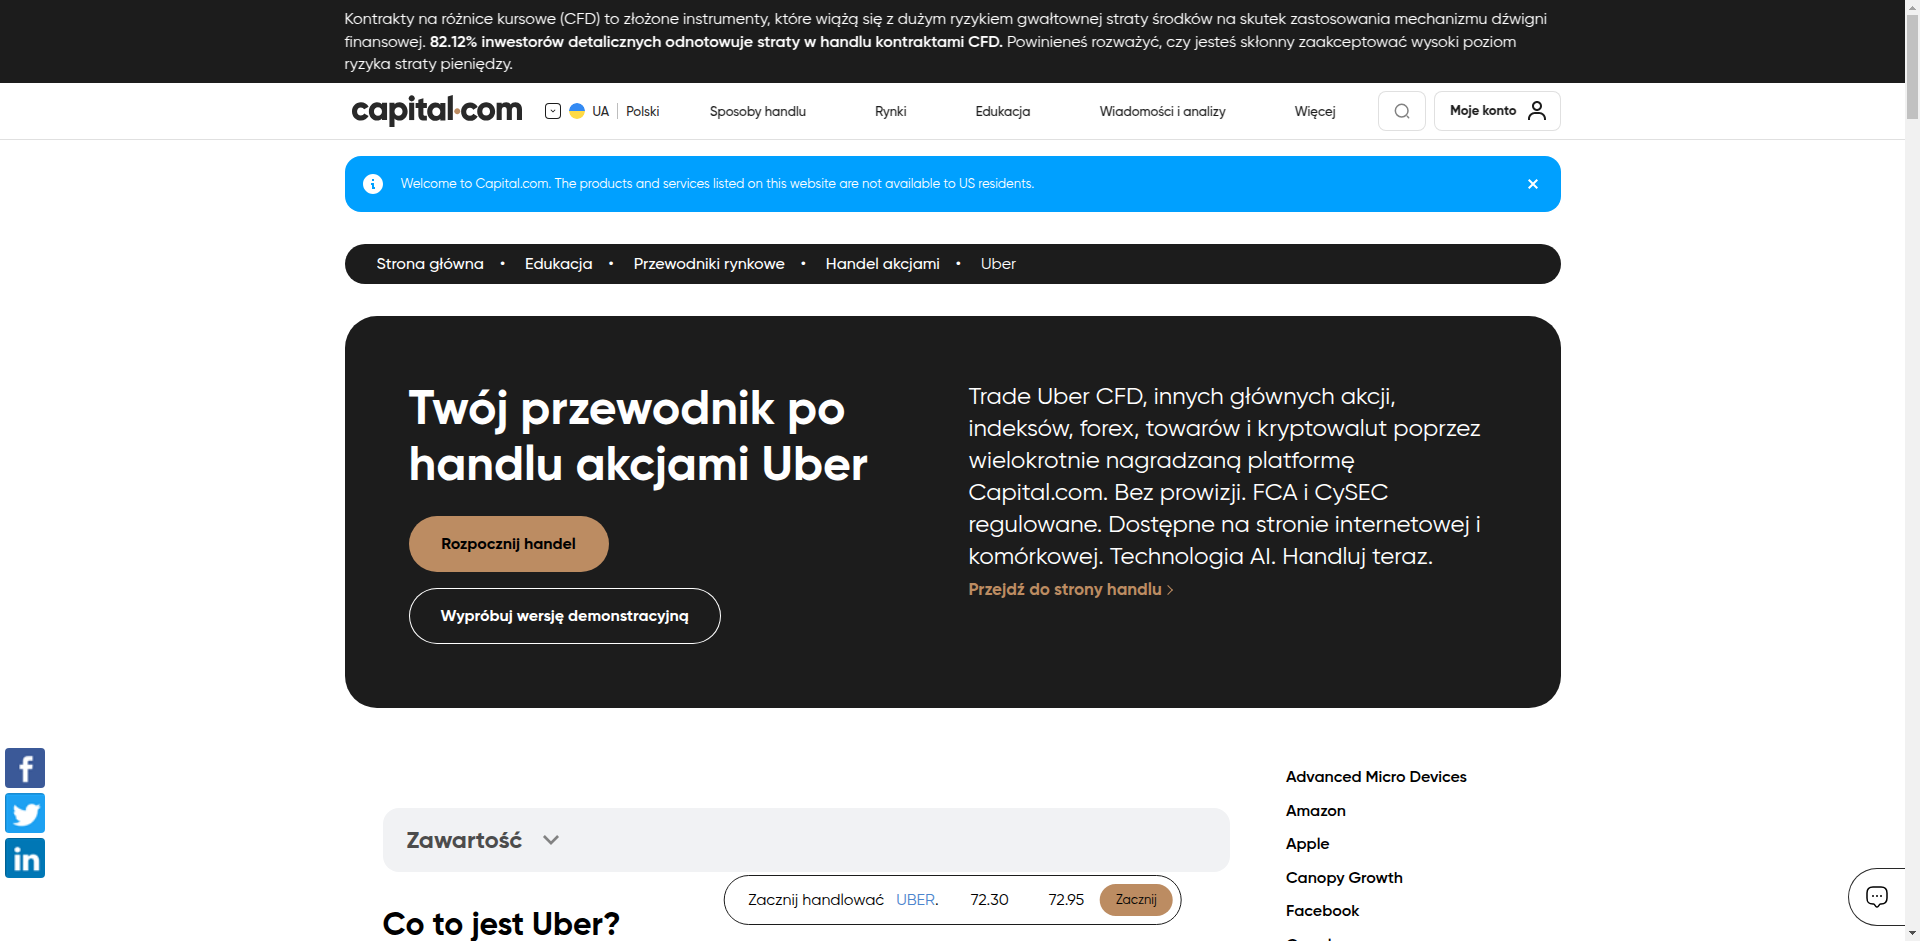 Kontrakty na różnice kursowe (CFD) to złożone instrumenty, które wiążą się z dużym ryzykiem gwałtownej straty środków na skutek zastosowania mechanizmu dźwigni
finansowej. 82.12% inwestorów detalicznych odnotowuje straty w handlu kontraktami CFD. Powinieneś rozważyć, czy jesteś skłonny zaakceptować wysoki poziom
ryzyka straty pieniędzy.
capital.com UA Polski Sposoby handlu Rynki Edukacja Wiadomości i analizy Więcej Moje konto
Welcome to Capital.com. The products and services listed on this website are not available to US residents.
Strona główna • Edukacja • Przewodniki rynkowe • Handel akcjami • Uber
Twój przewodnik po
handlu akcjami Uber
Rozpocznij handel
Wypróbuj wersję demonstracyjną
Trade Uber CFD, innych głównych akcji,
indeksów, forex, towarów i kryptowalut poprzez
wielokrotnie nagradzaną platformę
Capital.com. Bez prowizji. FCA i CySEC
regulowane. Dostępne na stronie internetowej i
komórkowej. Technologia AI. Handluj teraz.
Przejdź do strony handlu
Zawartość
Co to jest Uber?
Advanced Micro Devices
Amazon
Apple
Canopy Growth
Facebook
Zacznij handlować UBER. 72.30 72.95 Zacznij